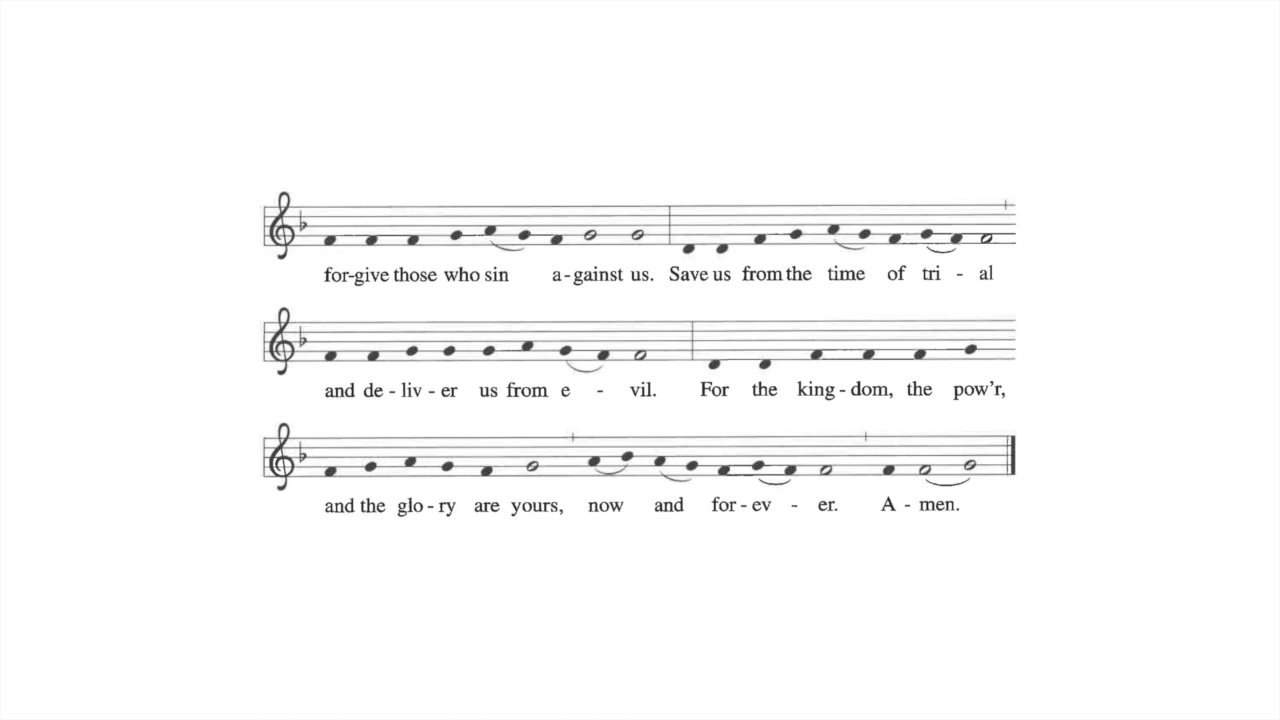 for-give those who sin a-gainst us. Save us from the time of tri - al
and de - liv - er us from e - vil. For the king - dom, the pow'r,
and the glo - ry are yours, now and for - ev - er. A - men.